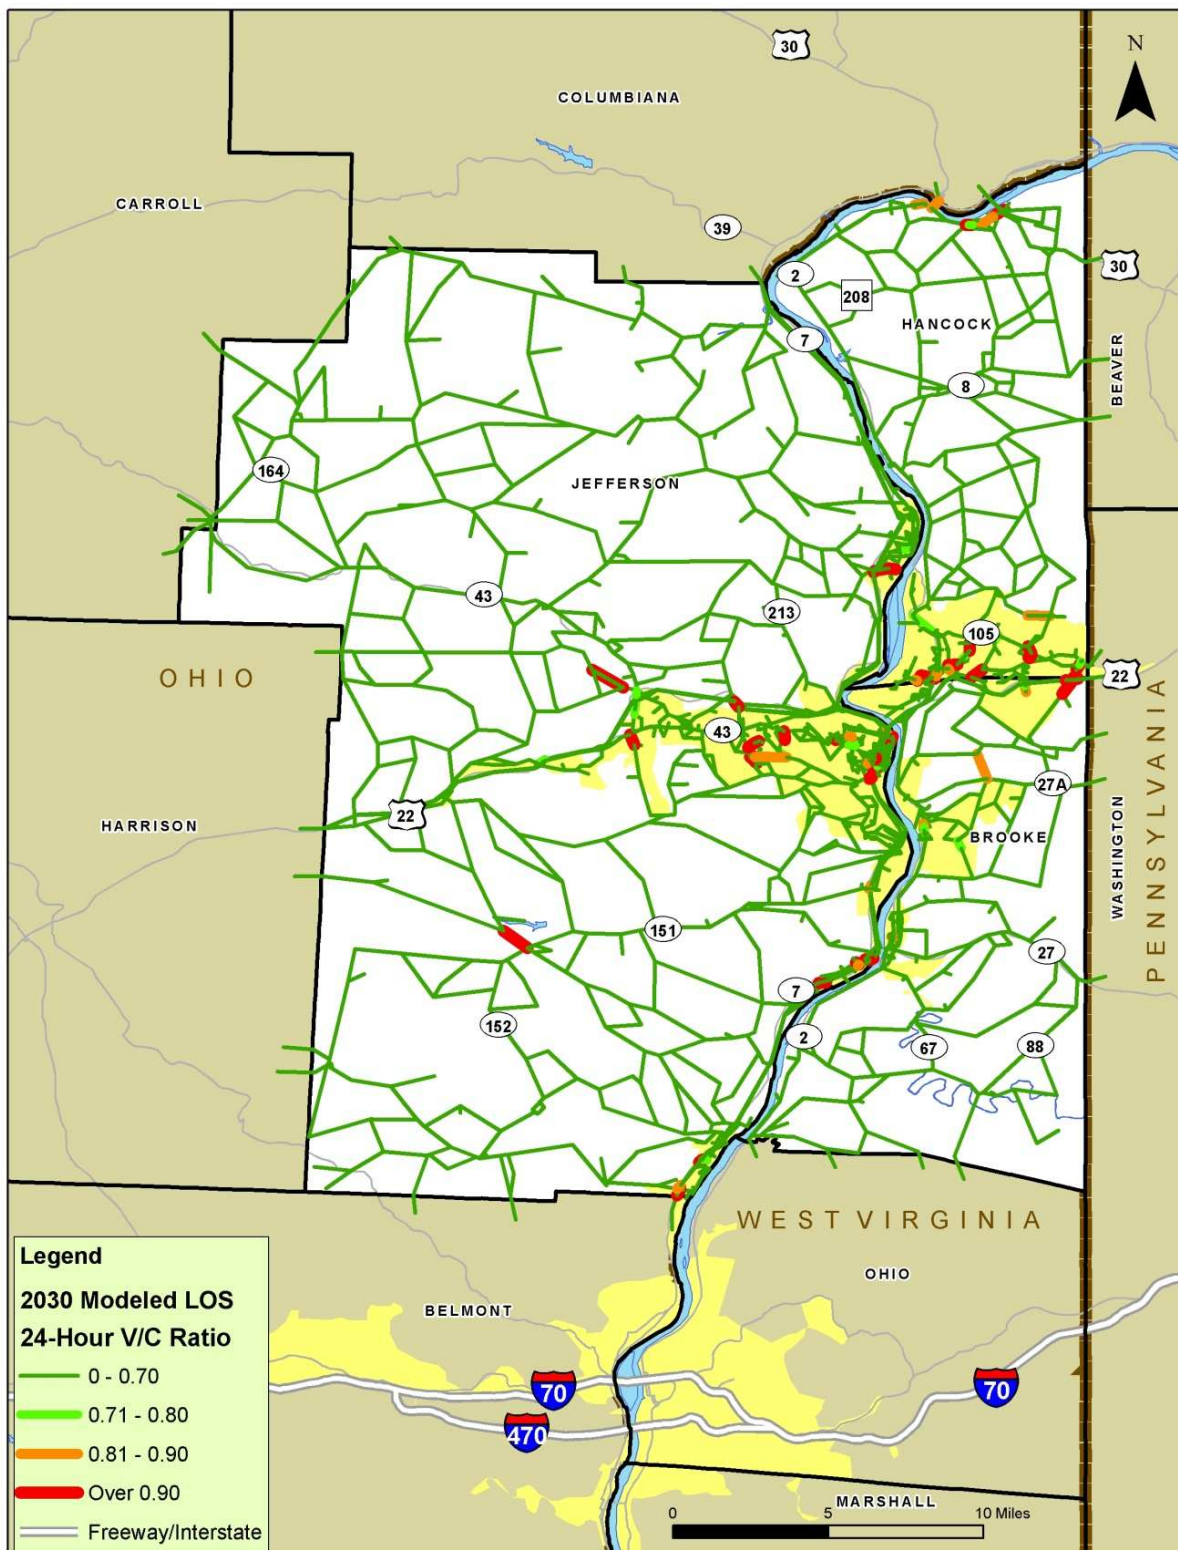 30
N
COLUMBIANA
CARROLL
39
2
30
208
HANCOCK
7
BEAVER
8
164
JEFFERSON
43
213
105
OHIO
22
PENNSYLVANIA
43
27A
22
HARRISON
BROOKE
WASHINGTON
151
27
7
152
2
67
88
WEST VIRGINIA
OHIO
BELMONT
70
70
470
MARSHALL
Legend
2030 Modeled LOS
24-Hour V/C Ratio
0 - 0.70
0.71 - 0.80
0.81 - 0.90
Over 0.90
Freeway/Interstate
0 5 10 Miles